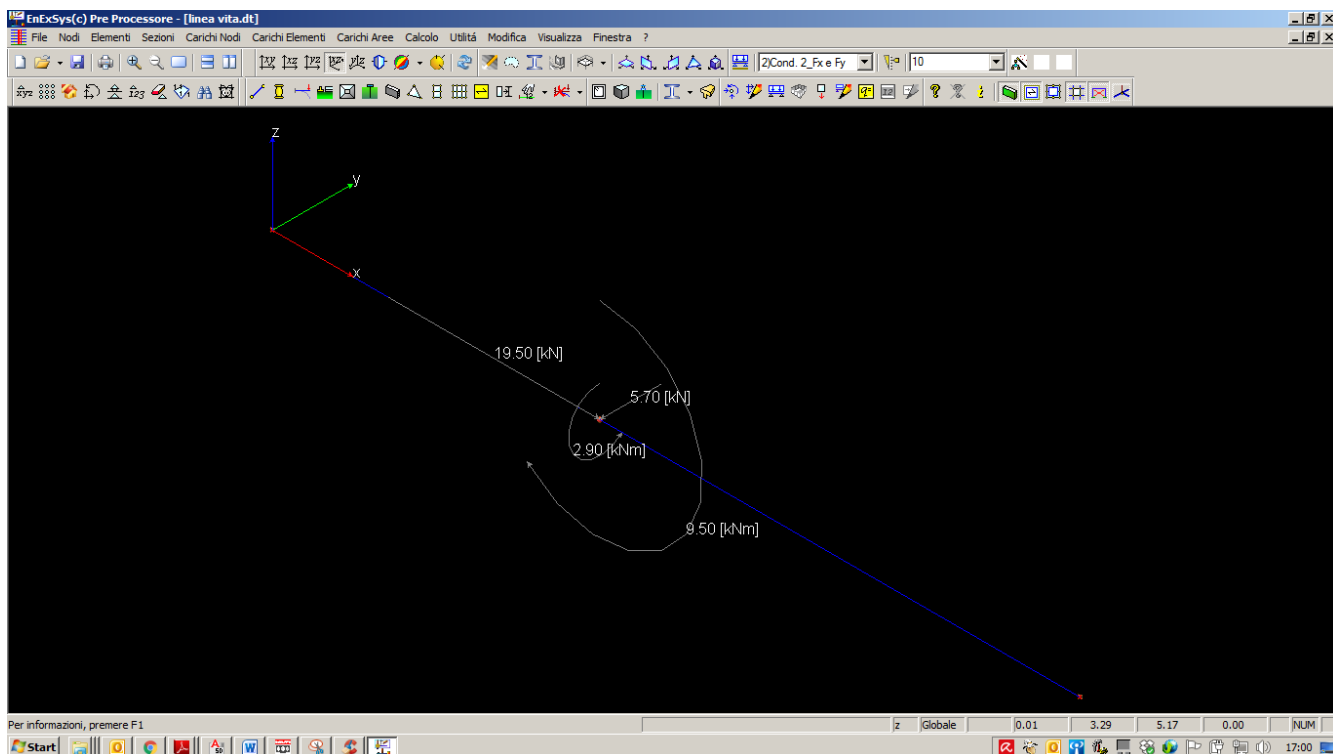 EnExSys(c) Pre Processore - [linea vita.dt]
File Nodi Elementi Sezioni Carichi Nodi Carichi Elementi Carichi Aree Calcolo Utilitá Modifica Visualizza Finestra ?
2)Cond. 2_Fx e Fy 10
z
y
x
19.50 [kN]
5.70 [kN]
2.90 [kNm]
9.50 [kNm]
Per informazioni, premere F1 z Globale 0.01 3.29 5.17 0.00 NUM
Start 17:00